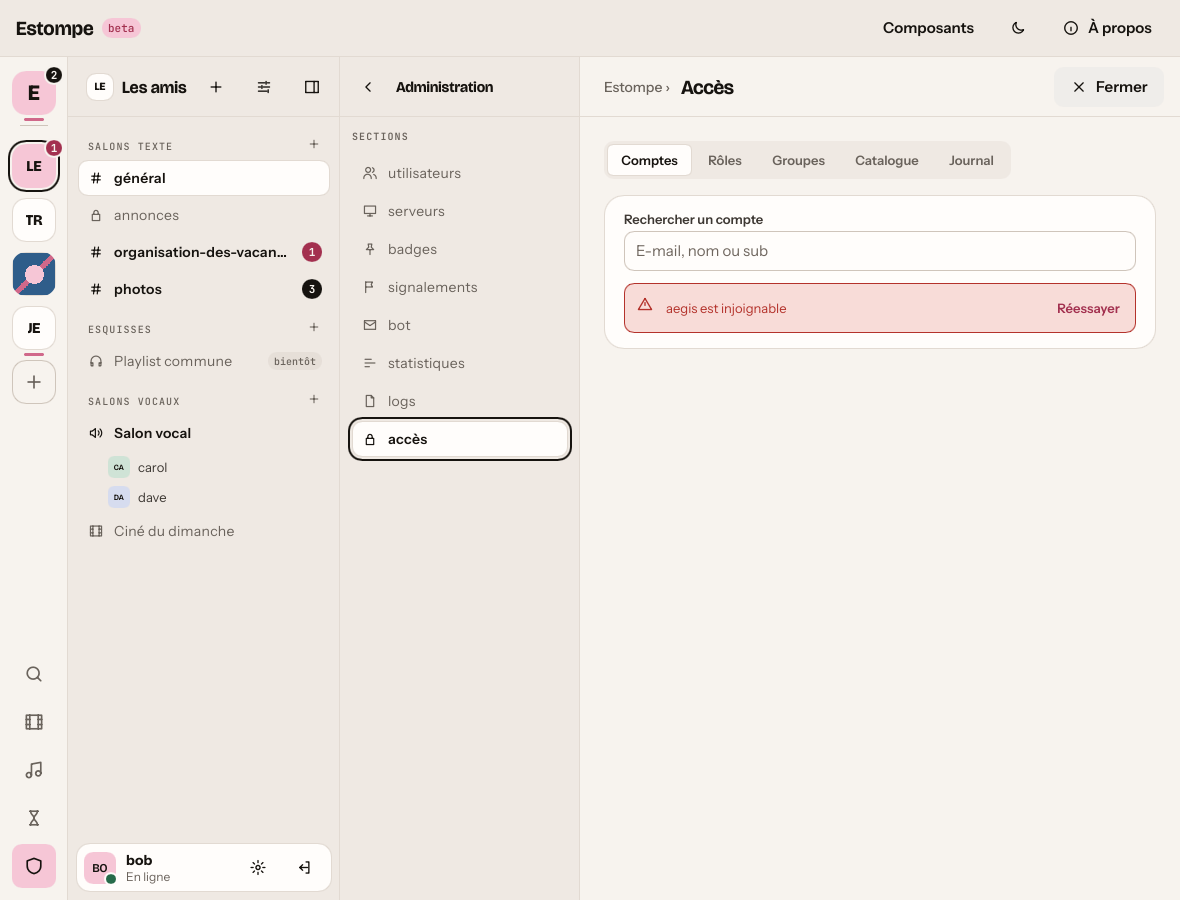 Estompe beta
Composants
À propos
E 2
LE 1
TR
JE
LE Les amis
SALONS TEXTE
# général
annonces
# organisation-des-vacan... 1
# photos 3
ESQUISSES
Playlist commune bientôt
SALONS VOCAUX
Salon vocal
CA carol
DA dave
Ciné du dimanche
BO bob
En ligne
Administration
SECTIONS
utilisateurs
serveurs
badges
signalements
bot
statistiques
logs
accès
Estompe › Accès
Fermer
Comptes Rôles Groupes Catalogue Journal
Rechercher un compte
E-mail, nom ou sub
aegis est injoignable Réessayer